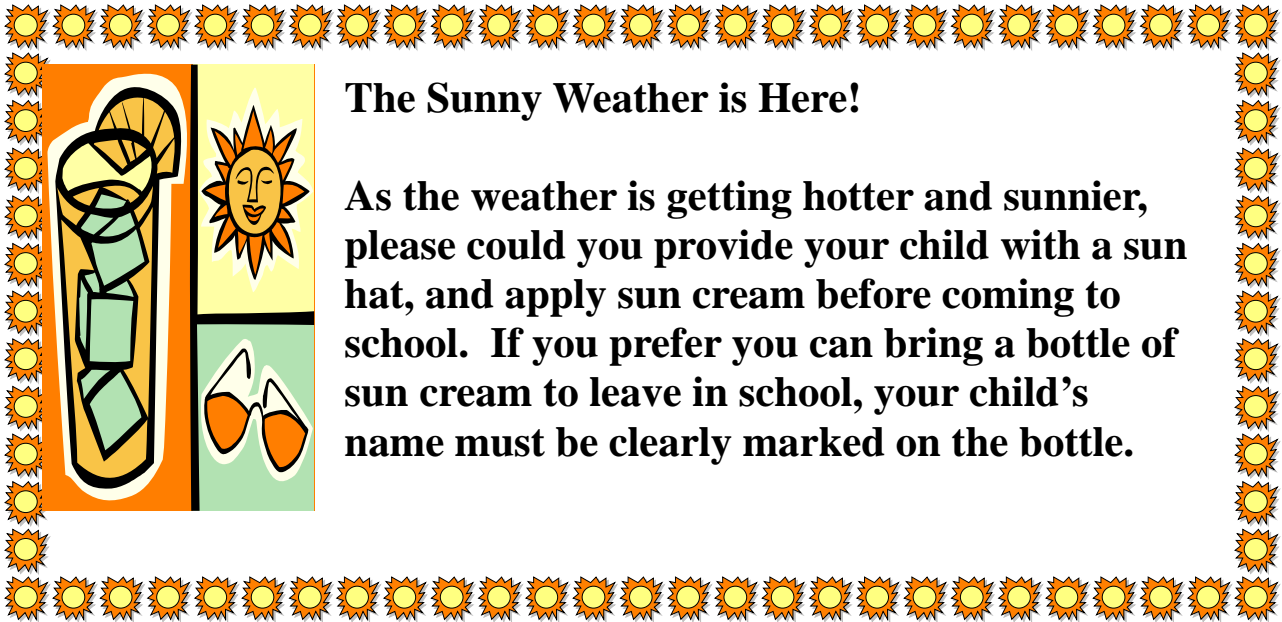 The Sunny Weather is Here!
As the weather is getting hotter and sunnier,
please could you provide your child with a sun
hat, and apply sun cream before coming to
school.  If you prefer you can bring a bottle of
sun cream to leave in school, your child’s
name must be clearly marked on the bottle.